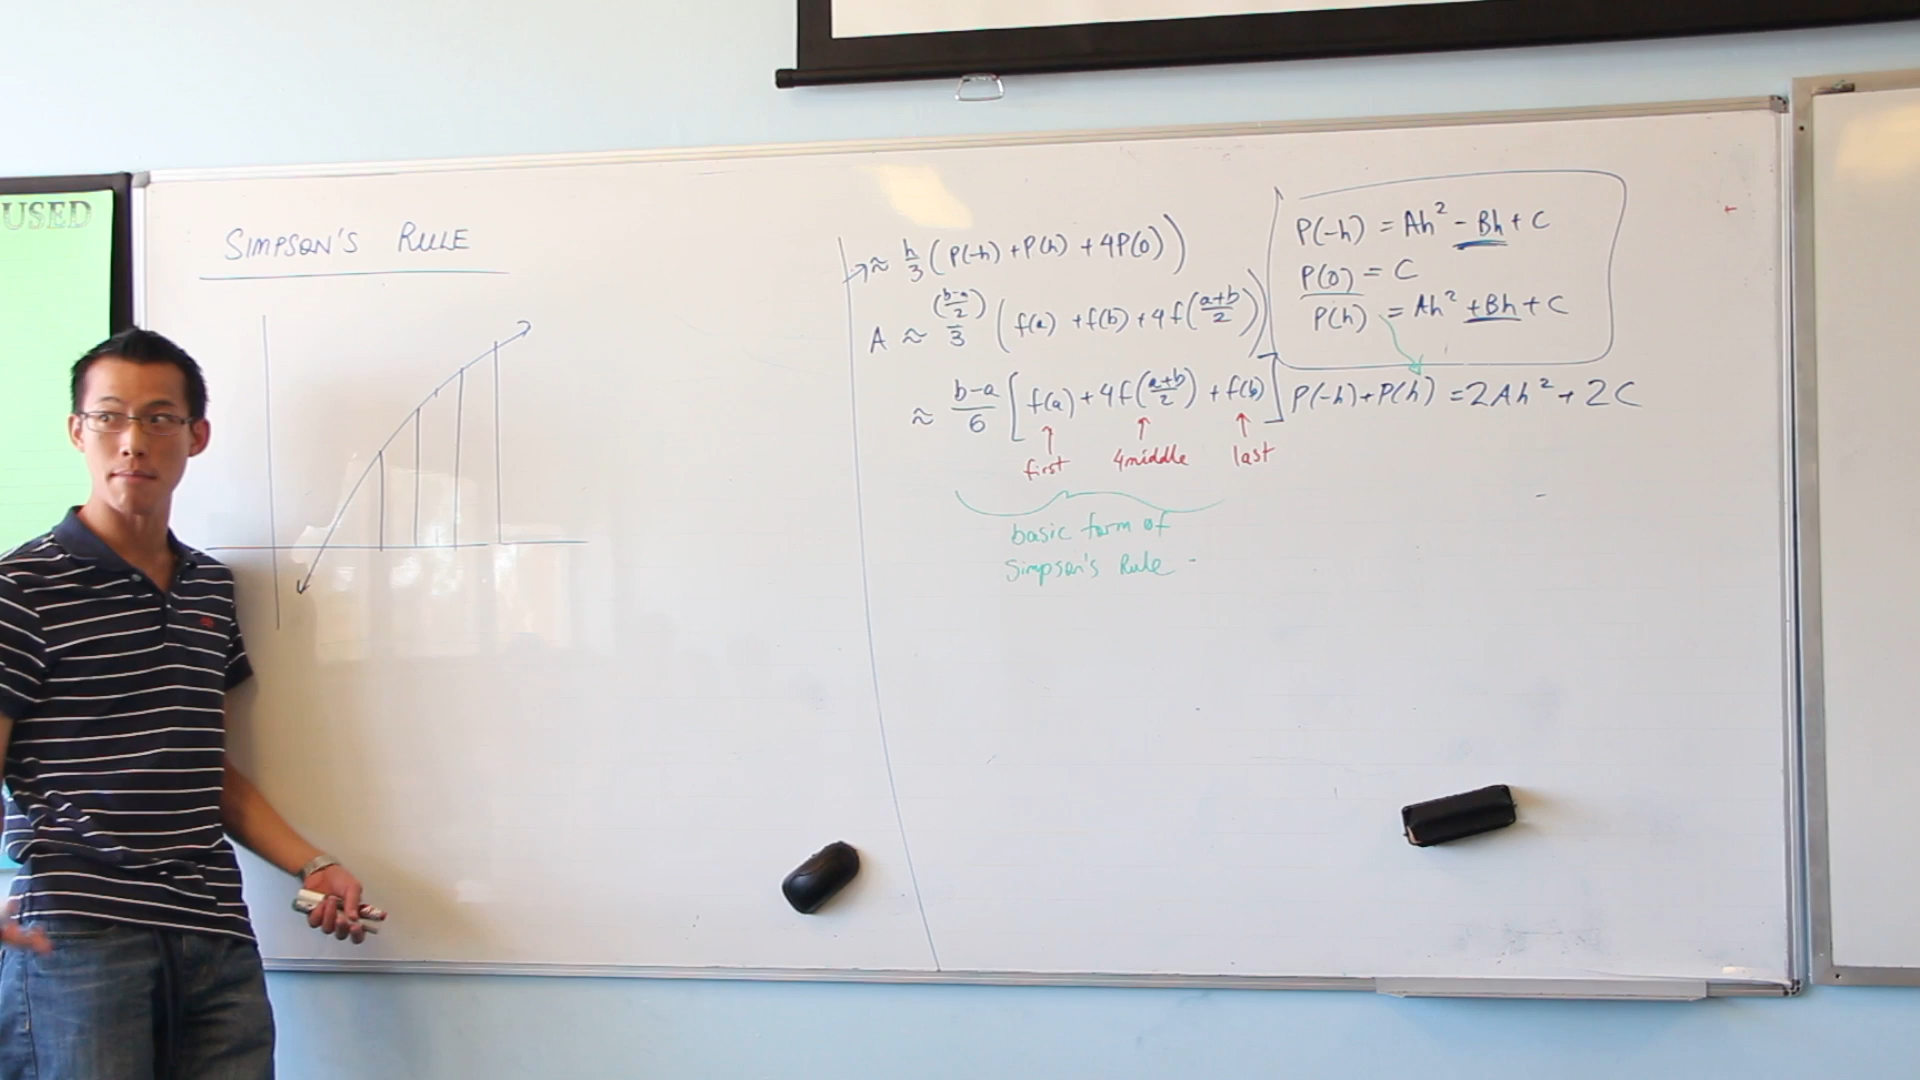 USED
SIMPSON'S RULE
≈ h/3 (P(-h) + P(h) + 4P(0))
A ≈ ((b-a)/2)/3 (f(a) + f(b) + 4f((a+b)/2))
≈ (b-a)/6 [f(a) + 4f((a+b)/2) + f(b)]
first 4middle last
basic form of
Simpson's Rule
P(-h) = Ah² - Bh + C
P(0) = C
P(h) = Ah² + Bh + C
P(-h) + P(h) = 2Ah² + 2C